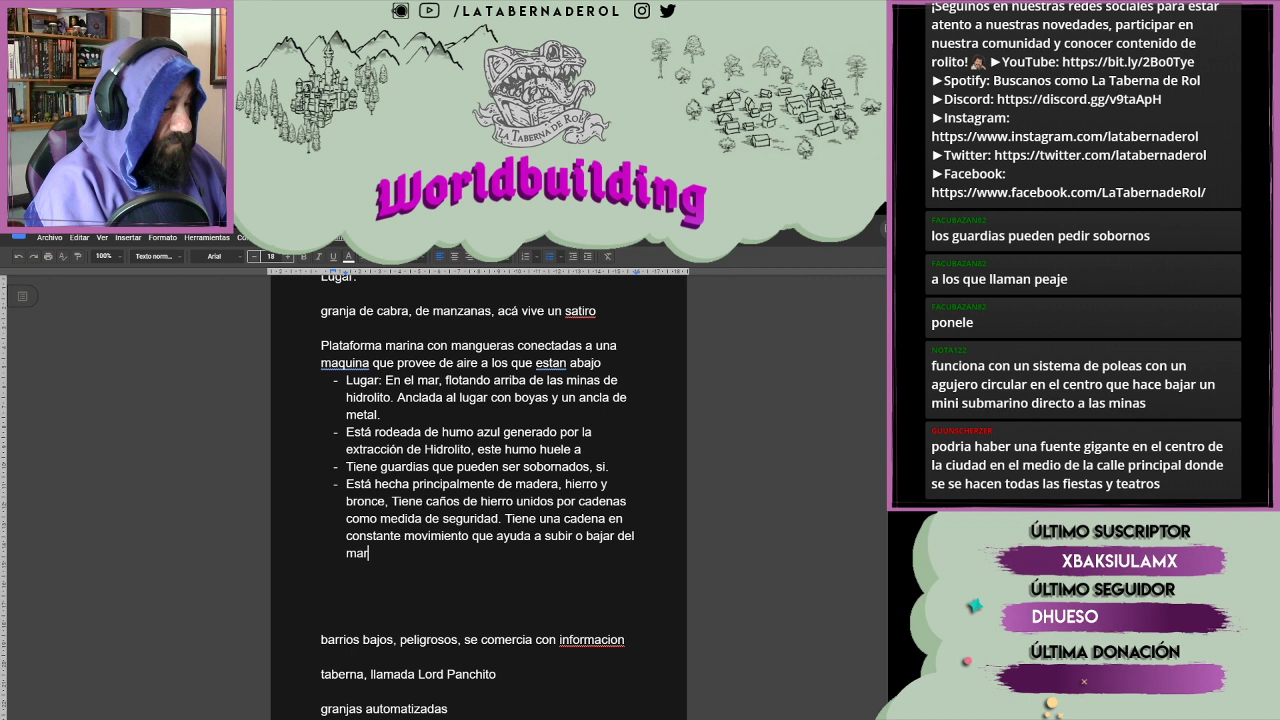 /LATABERNADEROL
LA TABERNA DE ROL
Worldbuilding
Archivo Editar Ver Insertar Formato Herramientas
100% Texto norm... Arial 18 B I U A
Lugar:
granja de cabra, de manzanas, acá vive un satiro
Plataforma marina con mangueras conectadas a una
maquina que provee de aire a los que estan abajo
- Lugar: En el mar, flotando arriba de las minas de
hidrolito. Anclada al lugar con boyas y un ancla de
metal.
- Está rodeada de humo azul generado por la
extracción de Hidrolito, este humo huele a
- Tiene guardias que pueden ser sobornados, si.
- Está hecha principalmente de madera, hierro y
bronce, Tiene caños de hierro unidos por cadenas
como medida de seguridad. Tiene una cadena en
constante movimiento que ayuda a subir o bajar del
mar
barrios bajos, peligrosos, se comercia con informacion
taberna, llamada Lord Panchito
granjas automatizadas
¡Seguinos en nuestras redes sociales para estar
atento a nuestras novedades, participar en
nuestra comunidad y conocer contenido de
rolito! ►YouTube: https://bit.ly/2Bo0Tye
►Spotify: Buscanos como La Taberna de Rol
►Discord: https://discord.gg/v9taApH
►Instagram:
https://www.instagram.com/latabernaderol
►Twitter: https://twitter.com/latabernaderol
►Facebook:
https://www.facebook.com/LaTabernadeRol/
FACUBAZAN82
los guardias pueden pedir sobornos
FACUBAZAN82
a los que llaman peaje
FACUBAZAN82
ponele
NOTA122
funciona con un sistema de poleas con un
agujero circular en el centro que hace bajar un
mini submarino directo a las minas
GUUNSCHERZER
podria haber una fuente gigante en el centro de
la ciudad en el medio de la calle principal donde
se se hacen todas las fiestas y teatros
ÚLTIMO SUSCRIPTOR
XBAKSIULAMX
ÚLTIMO SEGUIDOR
DHUESO
ÚLTIMA DONACIÓN